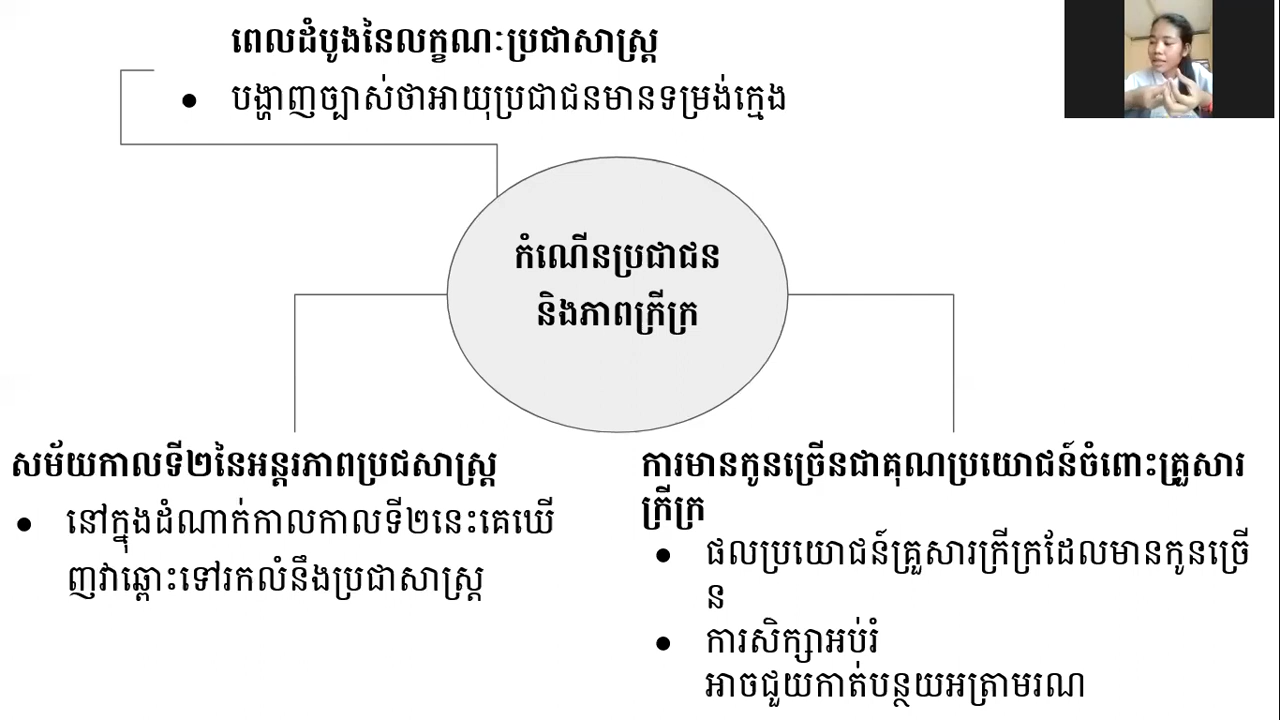 ពេលដំបូងនៃលក្ខណៈប្រជាសាស្ត្រ
● បង្ហាញច្បាស់ថាអាយុប្រជាជនមានទម្រង់ក្មេង
កំណើនប្រជាជន
និងភាពក្រីក្រ
សម័យកាលទី២នៃអន្តរភាពប្រជសាស្ត្រ
● នៅក្នុងដំណាក់កាលកាលទី២នេះគេឃើ
ញវាឆ្ពោះទៅរកលំនឹងប្រជាសាស្ត្រ
ការមានកូនច្រើនជាគុណប្រយោជន៍ចំពោះគ្រួសារ
ក្រីក្រ
● ផលប្រយោជន៍គ្រួសារក្រីក្រដែលមានកូនច្រើ
ន
● ការសិក្សាអប់រំ
អាចជួយកាត់បន្ថយអត្រាមរណ